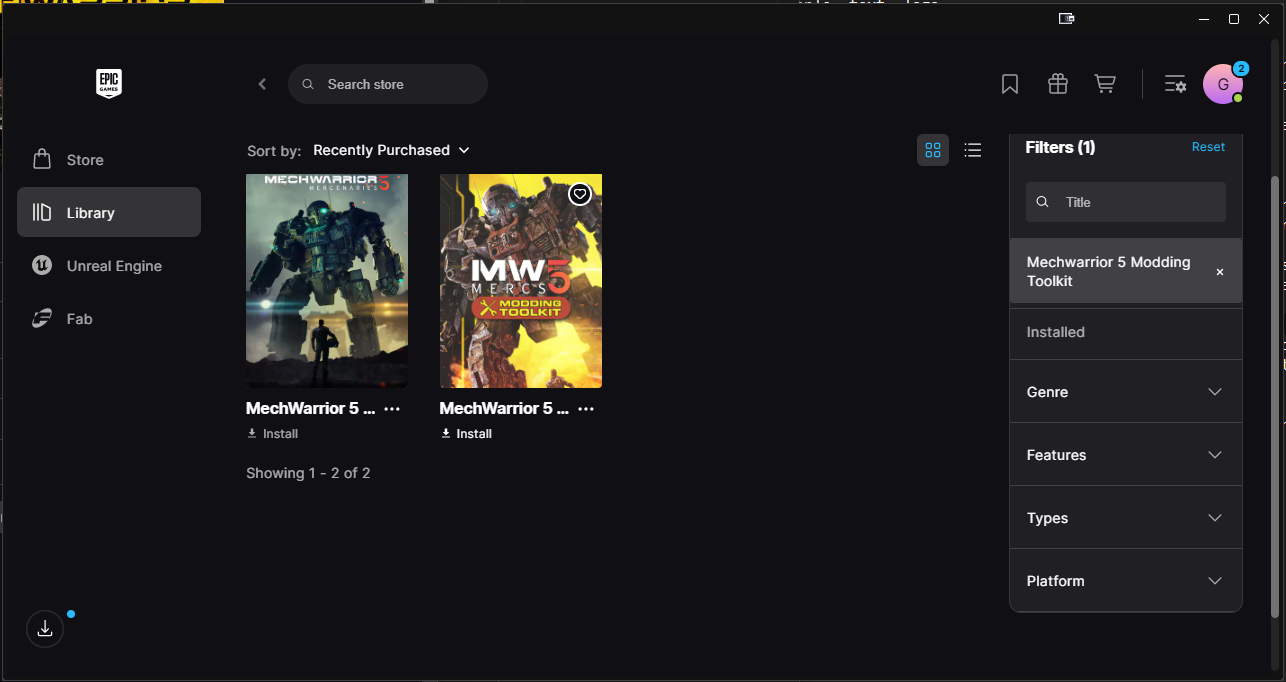 EPIC
GAMES
Search store
2
G
Store
Library
Unreal Engine
Fab
Sort by: Recently Purchased
MECHWARRIOR 5
MERCENARIES
MW5
MERCS
MODDING
TOOLKIT
MechWarrior 5 ...
Install
MechWarrior 5 ...
Install
Showing 1 - 2 of 2
Filters (1)
Reset
Title
Mechwarrior 5 Modding
Toolkit
Installed
Genre
Features
Types
Platform